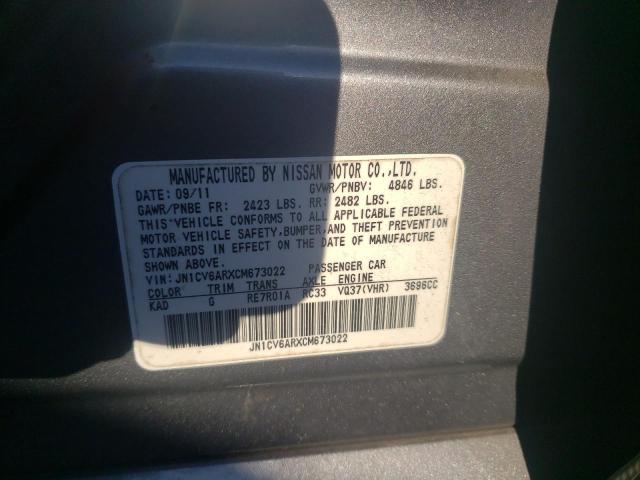 MANUFACTURED BY NISSAN MOTOR CO.,LTD.
DATE: 09/11 GVWR/PNBV: 4846 LBS.
GAWR/PNBE FR: 2423 LBS. RR: 2482 LBS.
THIS VEHICLE CONFORMS TO ALL APPLICABLE FEDERAL
MOTOR VEHICLE SAFETY, BUMPER, AND THEFT PREVENTION
STANDARDS IN EFFECT ON THE DATE OF MANUFACTURE
SHOWN ABOVE.
VIN: JN1CV6ARXCM673022 PASSENGER CAR
COLOR TRIM TRANS AXLE ENGINE
KAD G RE7R01A RC33 VQ37(VHR) 3696CC
JN1CV6ARXCM673022